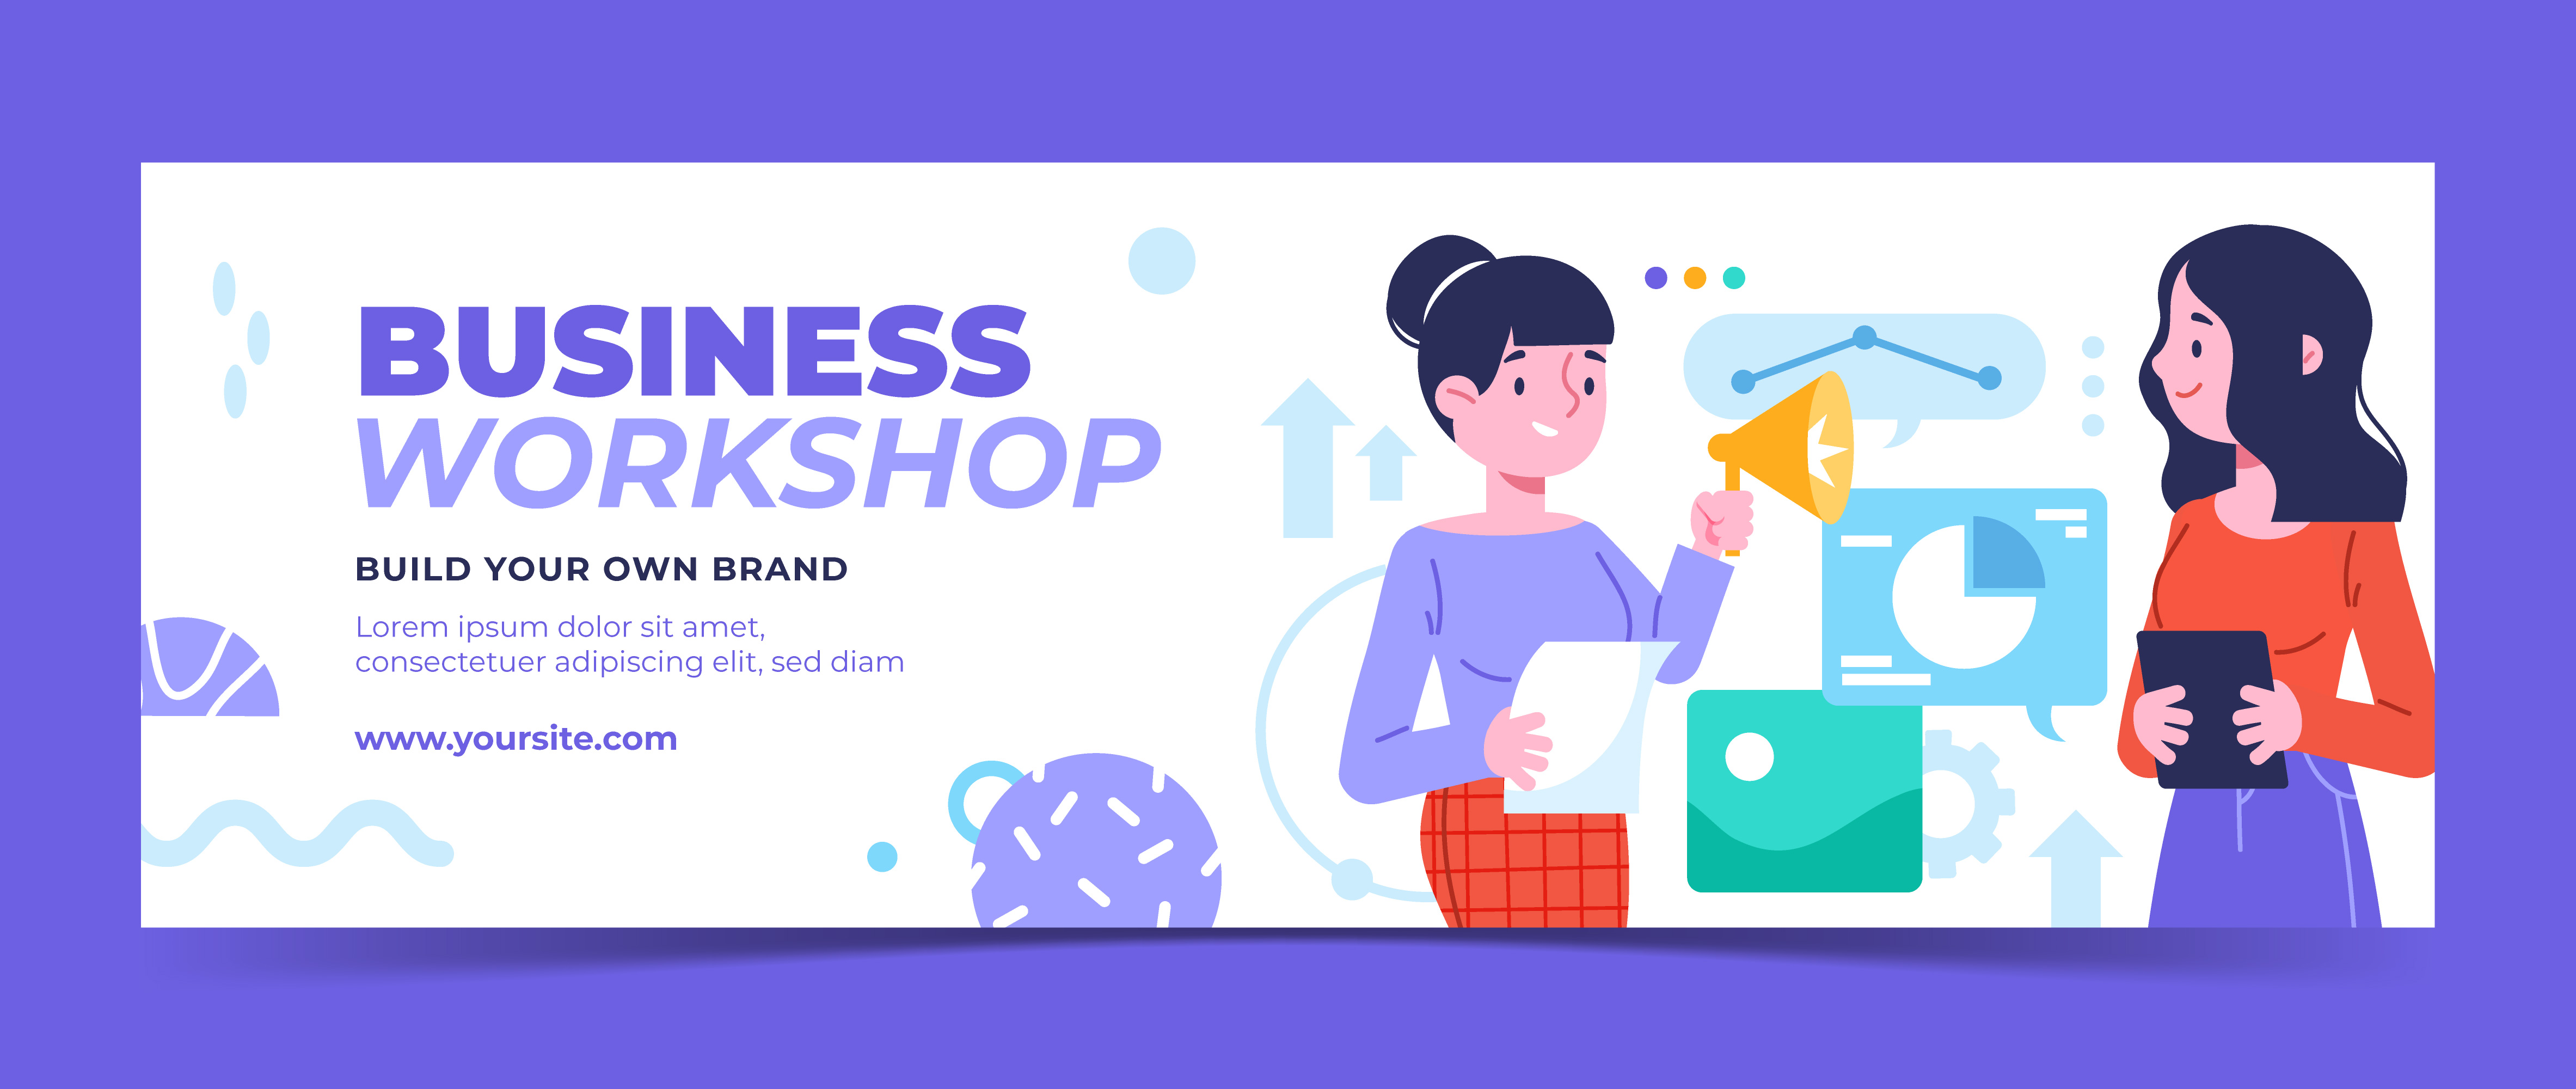 BUSINESS
WORKSHOP
BUILD YOUR OWN BRAND
Lorem ipsum dolor sit amet,
consectetuer adipiscing elit, sed diam
www.yoursite.com